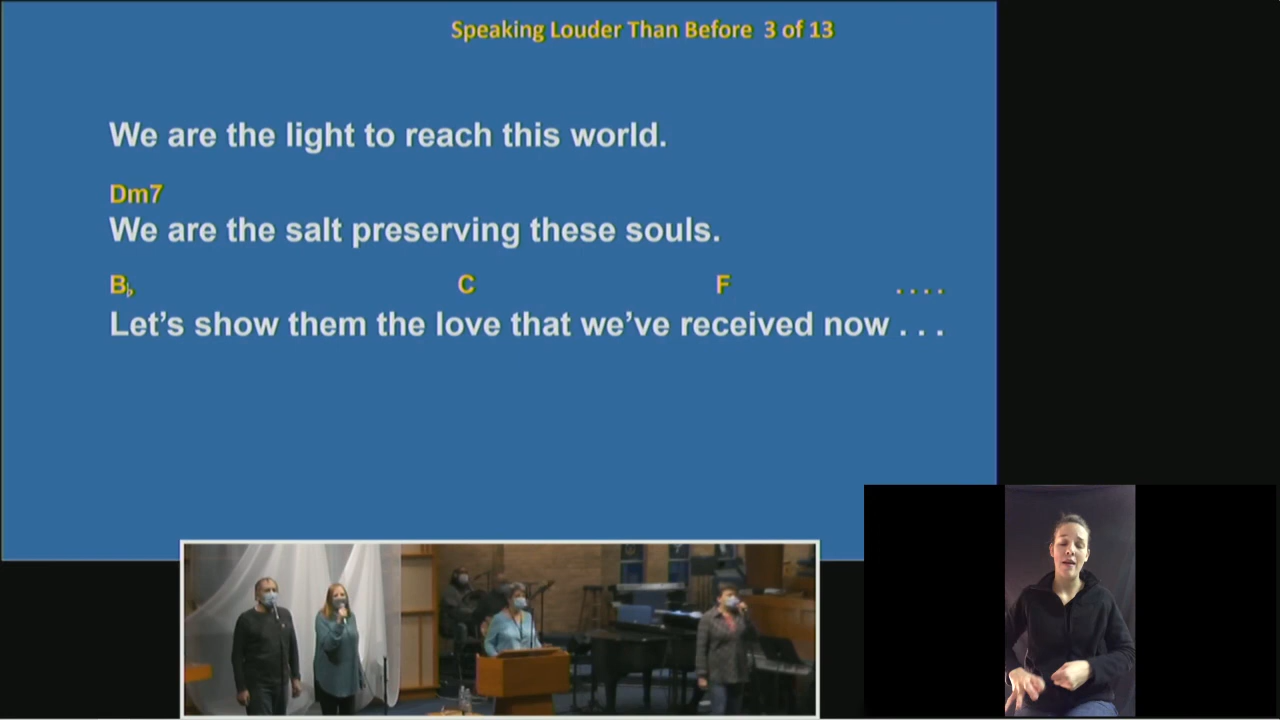 Speaking Louder Than Before 3 of 13
We are the light to reach this world.
Dm7
We are the salt preserving these souls.
B♭ C F . . . .
Let’s show them the love that we’ve received now . . .